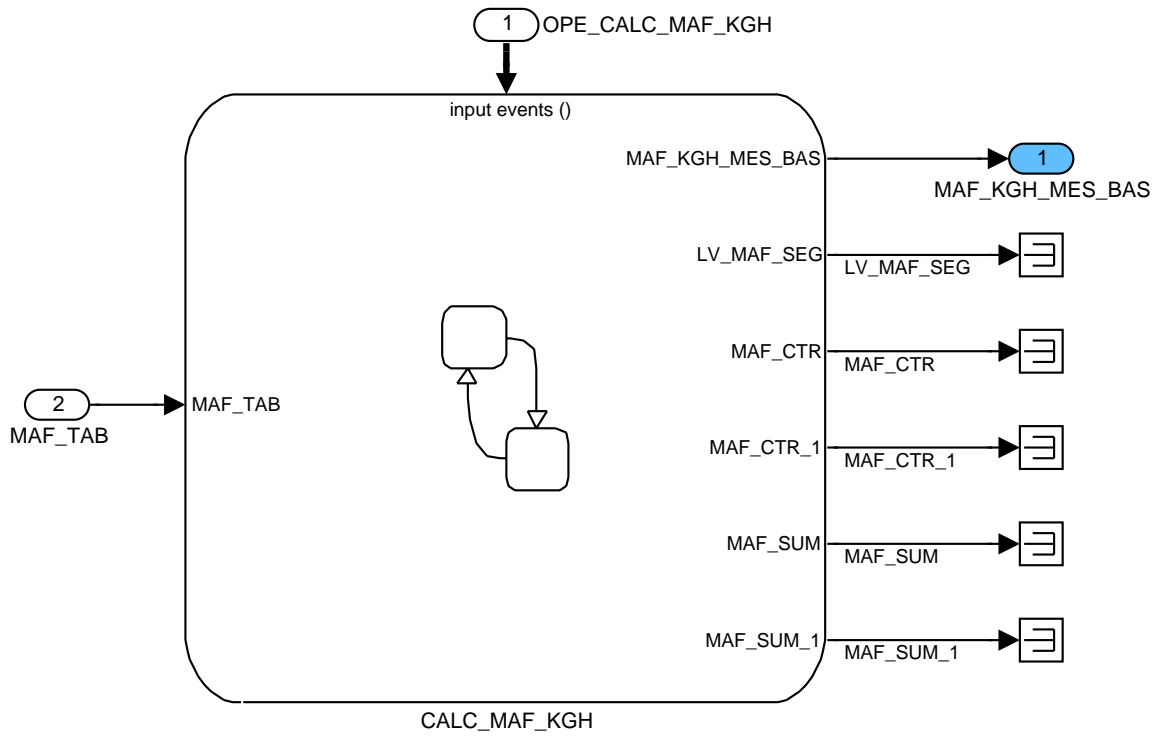 1 OPE_CALC_MAF_KGH
input events ()
MAF_KGH_MES_BAS 1
MAF_KGH_MES_BAS
LV_MAF_SEG
LV_MAF_SEG
MAF_CTR
MAF_CTR
2 MAF_TAB
MAF_TAB
MAF_CTR_1
MAF_CTR_1
MAF_SUM
MAF_SUM
MAF_SUM_1
MAF_SUM_1
CALC_MAF_KGH